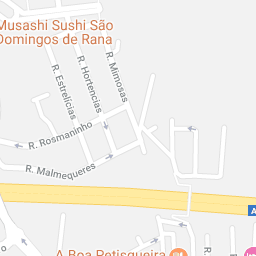 Musashi Sushi São
Domingos de Rana
R. Estrelícias
R. Hortencias
R. Mimosas
R. Rosmaninho
R. Malmequeres
A
A Boa Petisqueira